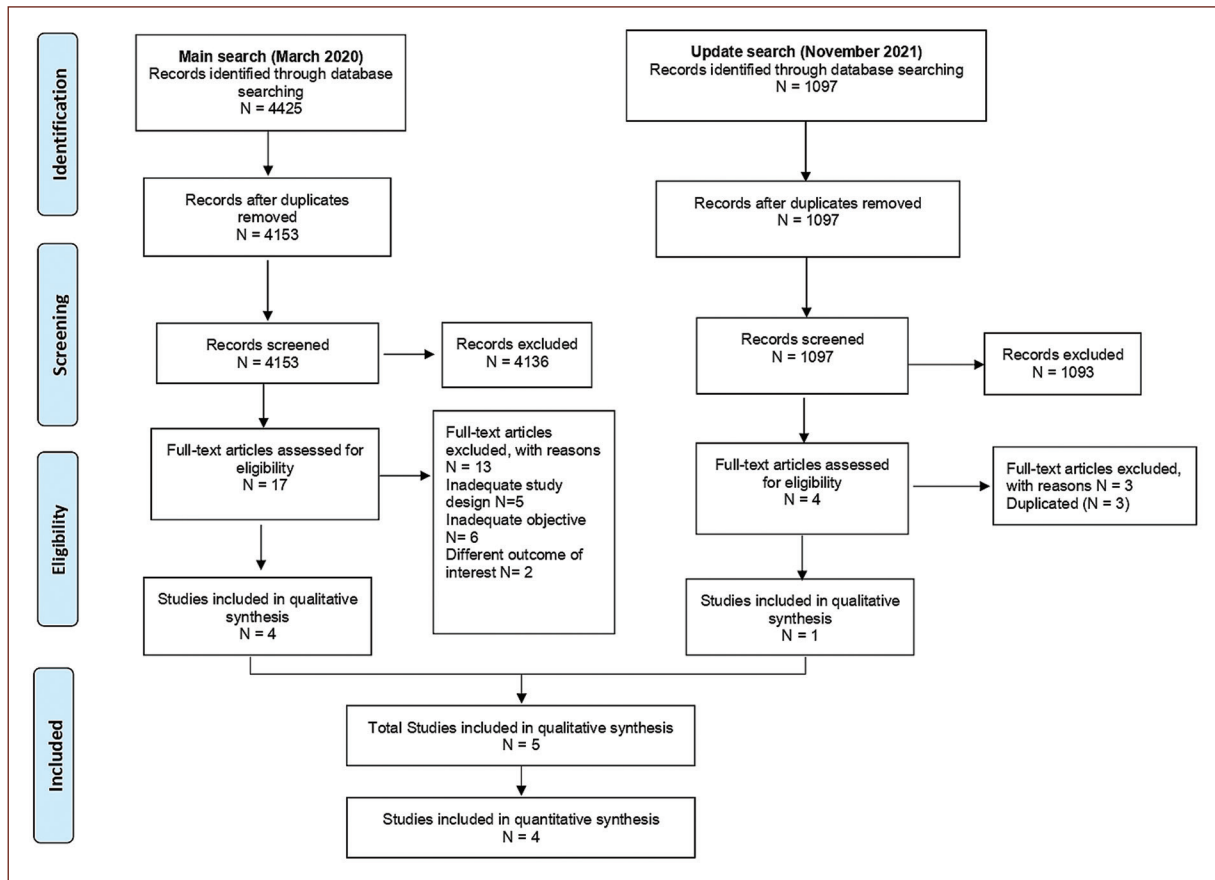 Identification
Main search (March 2020)
Records identified through database
searching
N = 4425
Update search (November 2021)
Records identified through database searching
N = 1097
Records after duplicates
removed
N = 4153
Records after duplicates removed
N = 1097
Screening
Records screened
N = 4153
Records excluded
N = 4136
Records screened
N = 1097
Records excluded
N = 1093
Eligibility
Full-text articles assessed for
eligibility
N = 17
Full-text articles
excluded, with reasons
N = 13
Inadequate study
design N=5
Inadequate objective
N= 6
Different outcome of
interest N= 2
Full-text articles assessed
for eligibility
N = 4
Full-text articles excluded,
with reasons N = 3
Duplicated (N = 3)
Studies included in qualitative
synthesis
N = 4
Studies included in qualitative
synthesis
N = 1
Included
Total Studies included in qualitative synthesis
N = 5
Studies included in quantitative synthesis
N = 4